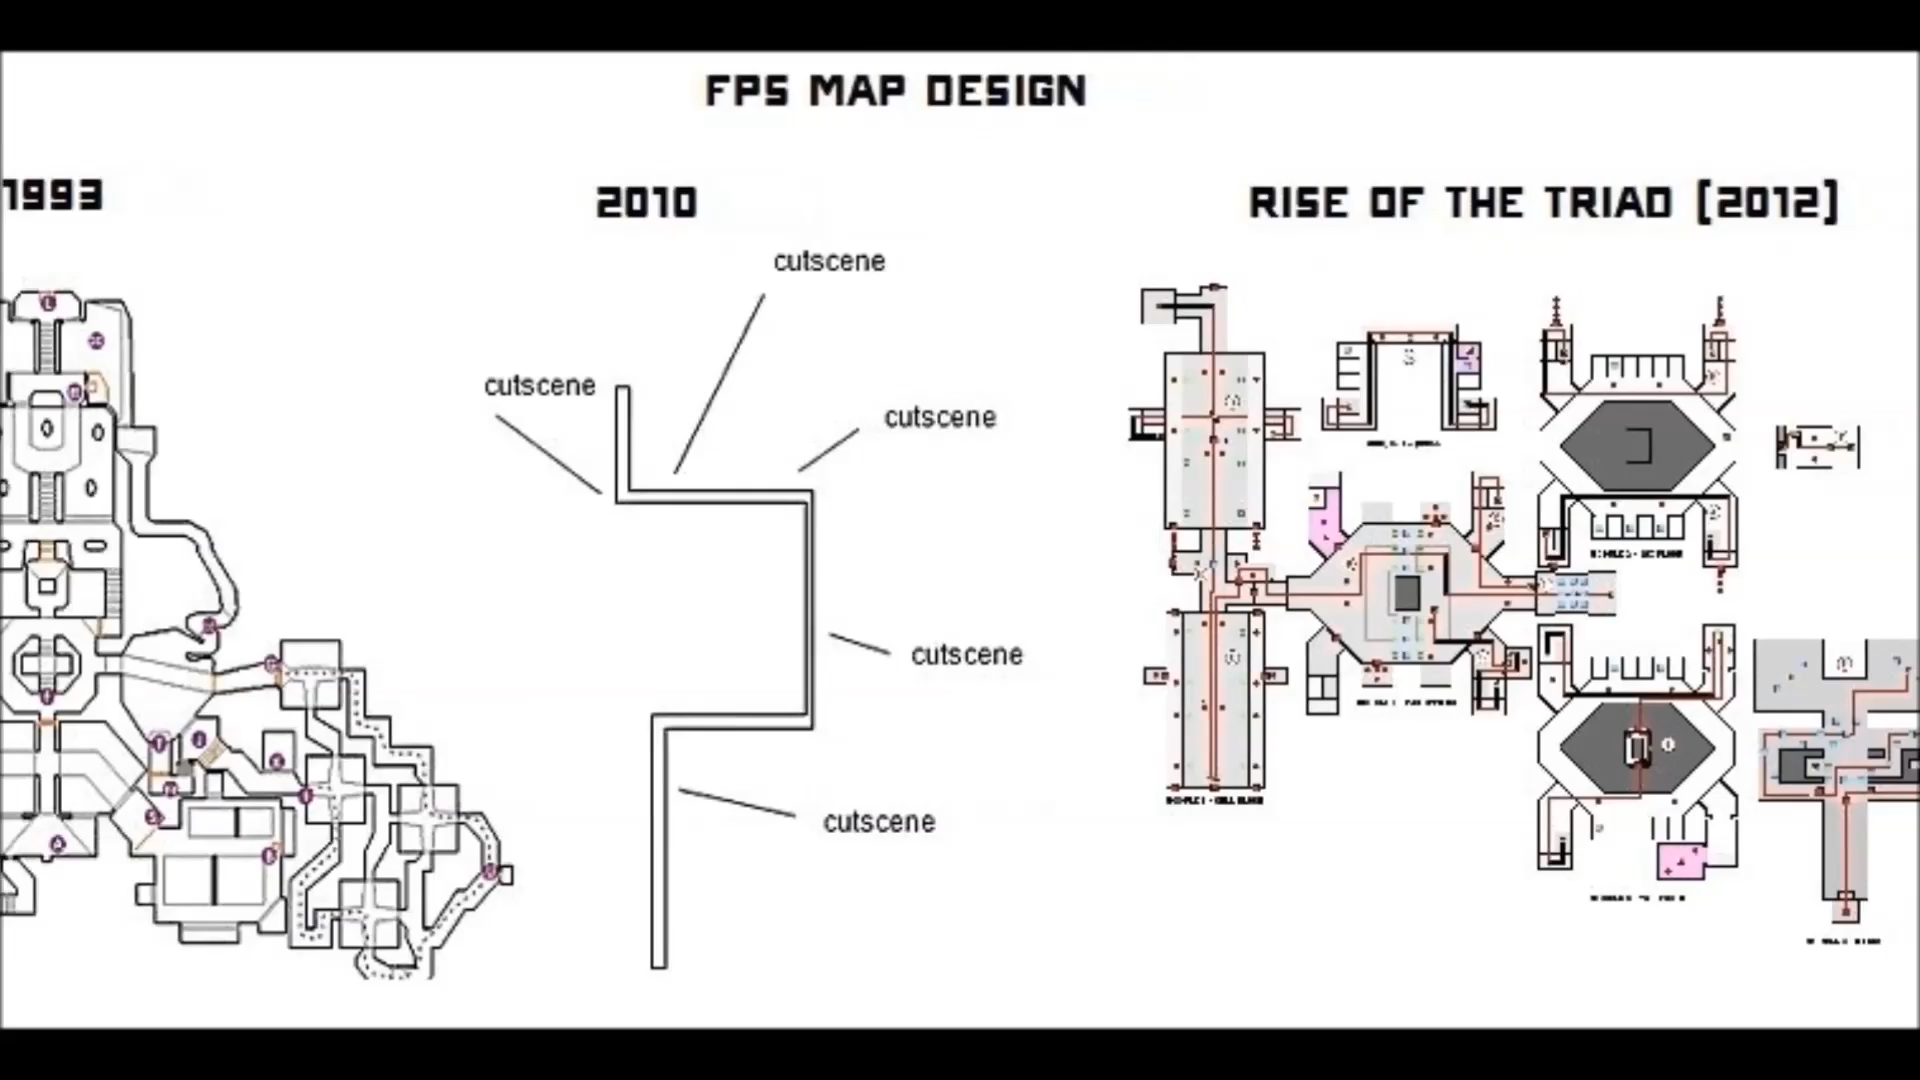 FPS MAP DESIGN
1993
2010
RISE OF THE TRIAD [2012]
cutscene
cutscene
cutscene
cutscene
cutscene